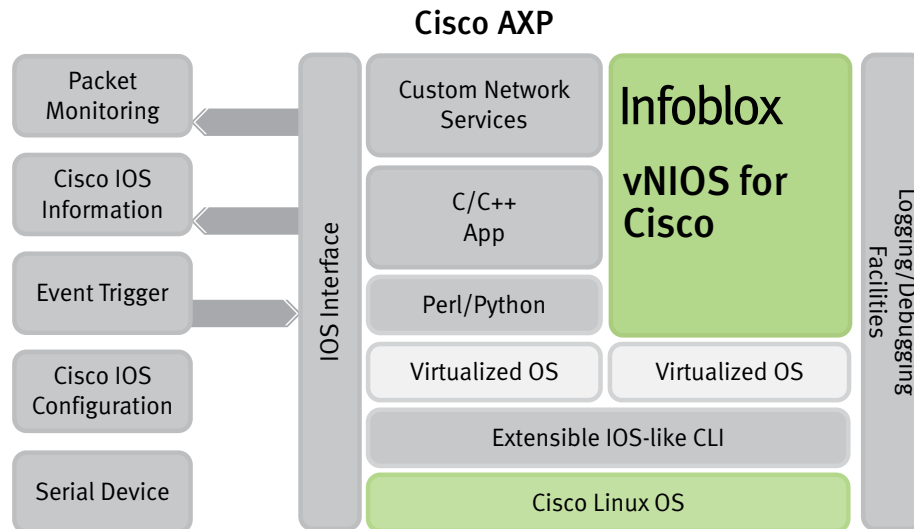 Cisco AXP
Packet
Monitoring
Cisco IOS
Information
Event Trigger
Cisco IOS
Configuration
Serial Device
IOS Interface
Custom Network
Services
C/C++
App
Perl/Python
Virtualized OS
Infoblox
vNIOS for
Cisco
Virtualized OS
Extensible IOS-like CLI
Cisco Linux OS
Logging/Debugging
Facilities